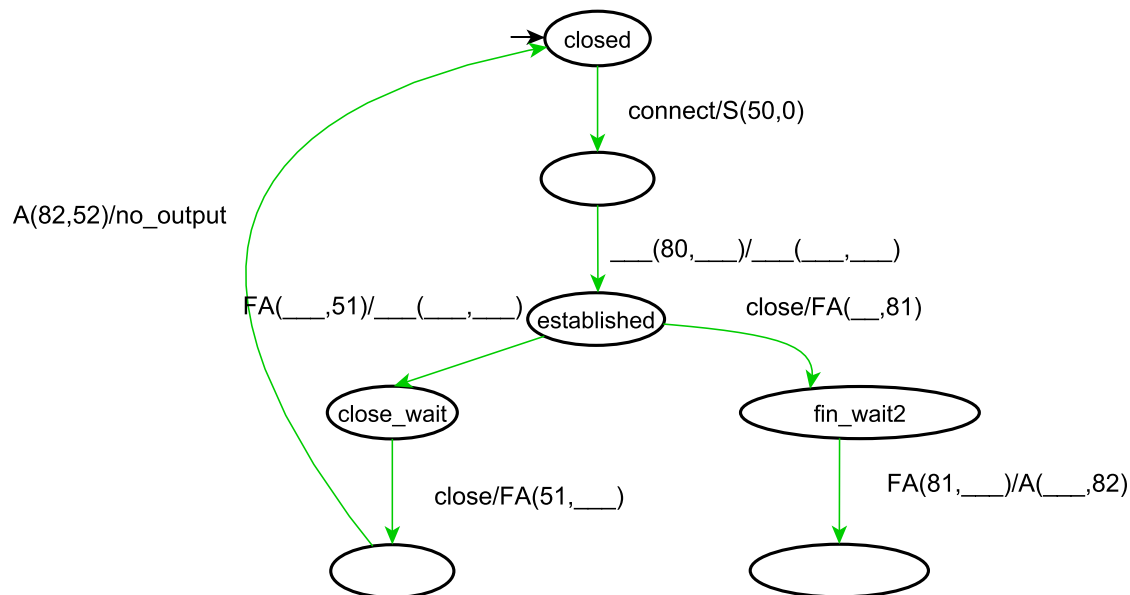 closed
connect/S(50,0)
A(82,52)/no_output
___(80,___)/___(___,___)
FA(___,51)/___(___,___)
close/FA(__,81)
established
close_wait
fin_wait2
FA(81,___)/A(___,82)
close/FA(51,___)